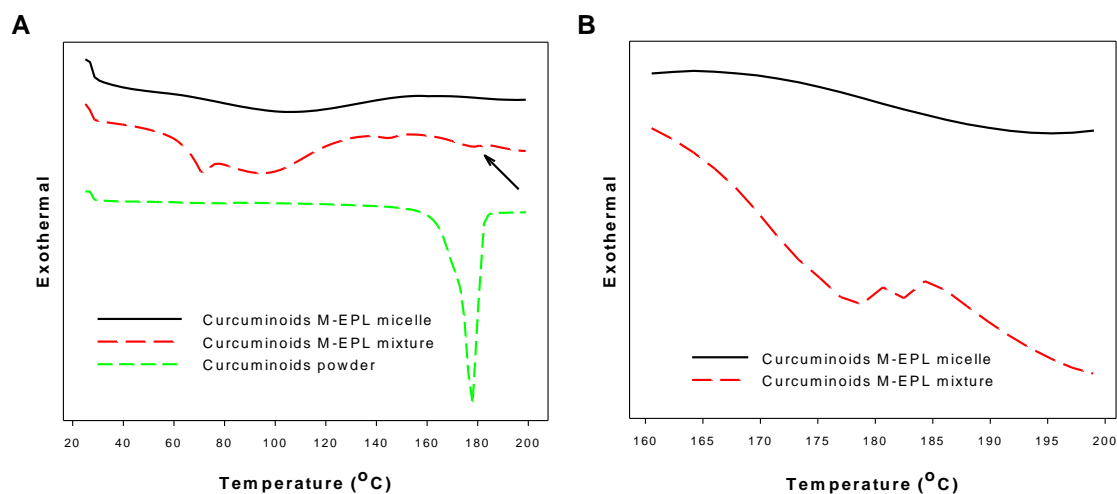 A
Exothermal
Curcuminoids M-EPL micelle
Curcuminoids M-EPL mixture
Curcuminoids powder
20 40 60 80 100 120 140 160 180 200
Temperature (°C)
B
Exothermal
Curcuminoids M-EPL micelle
Curcuminoids M-EPL mixture
160 165 170 175 180 185 190 195 200
Temperature (°C)